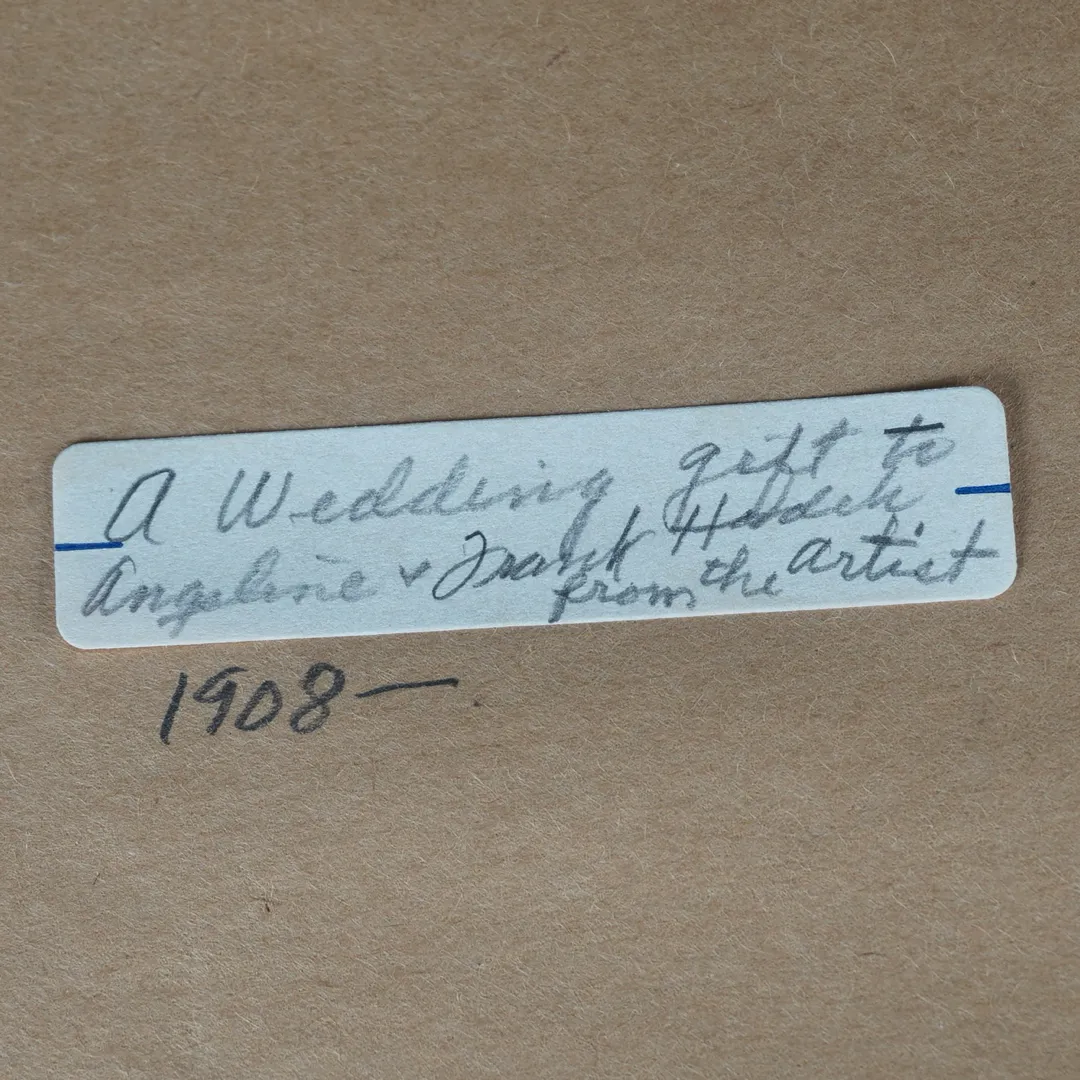 A Wedding gift to
Angeline & Frank
from the artist
1908—